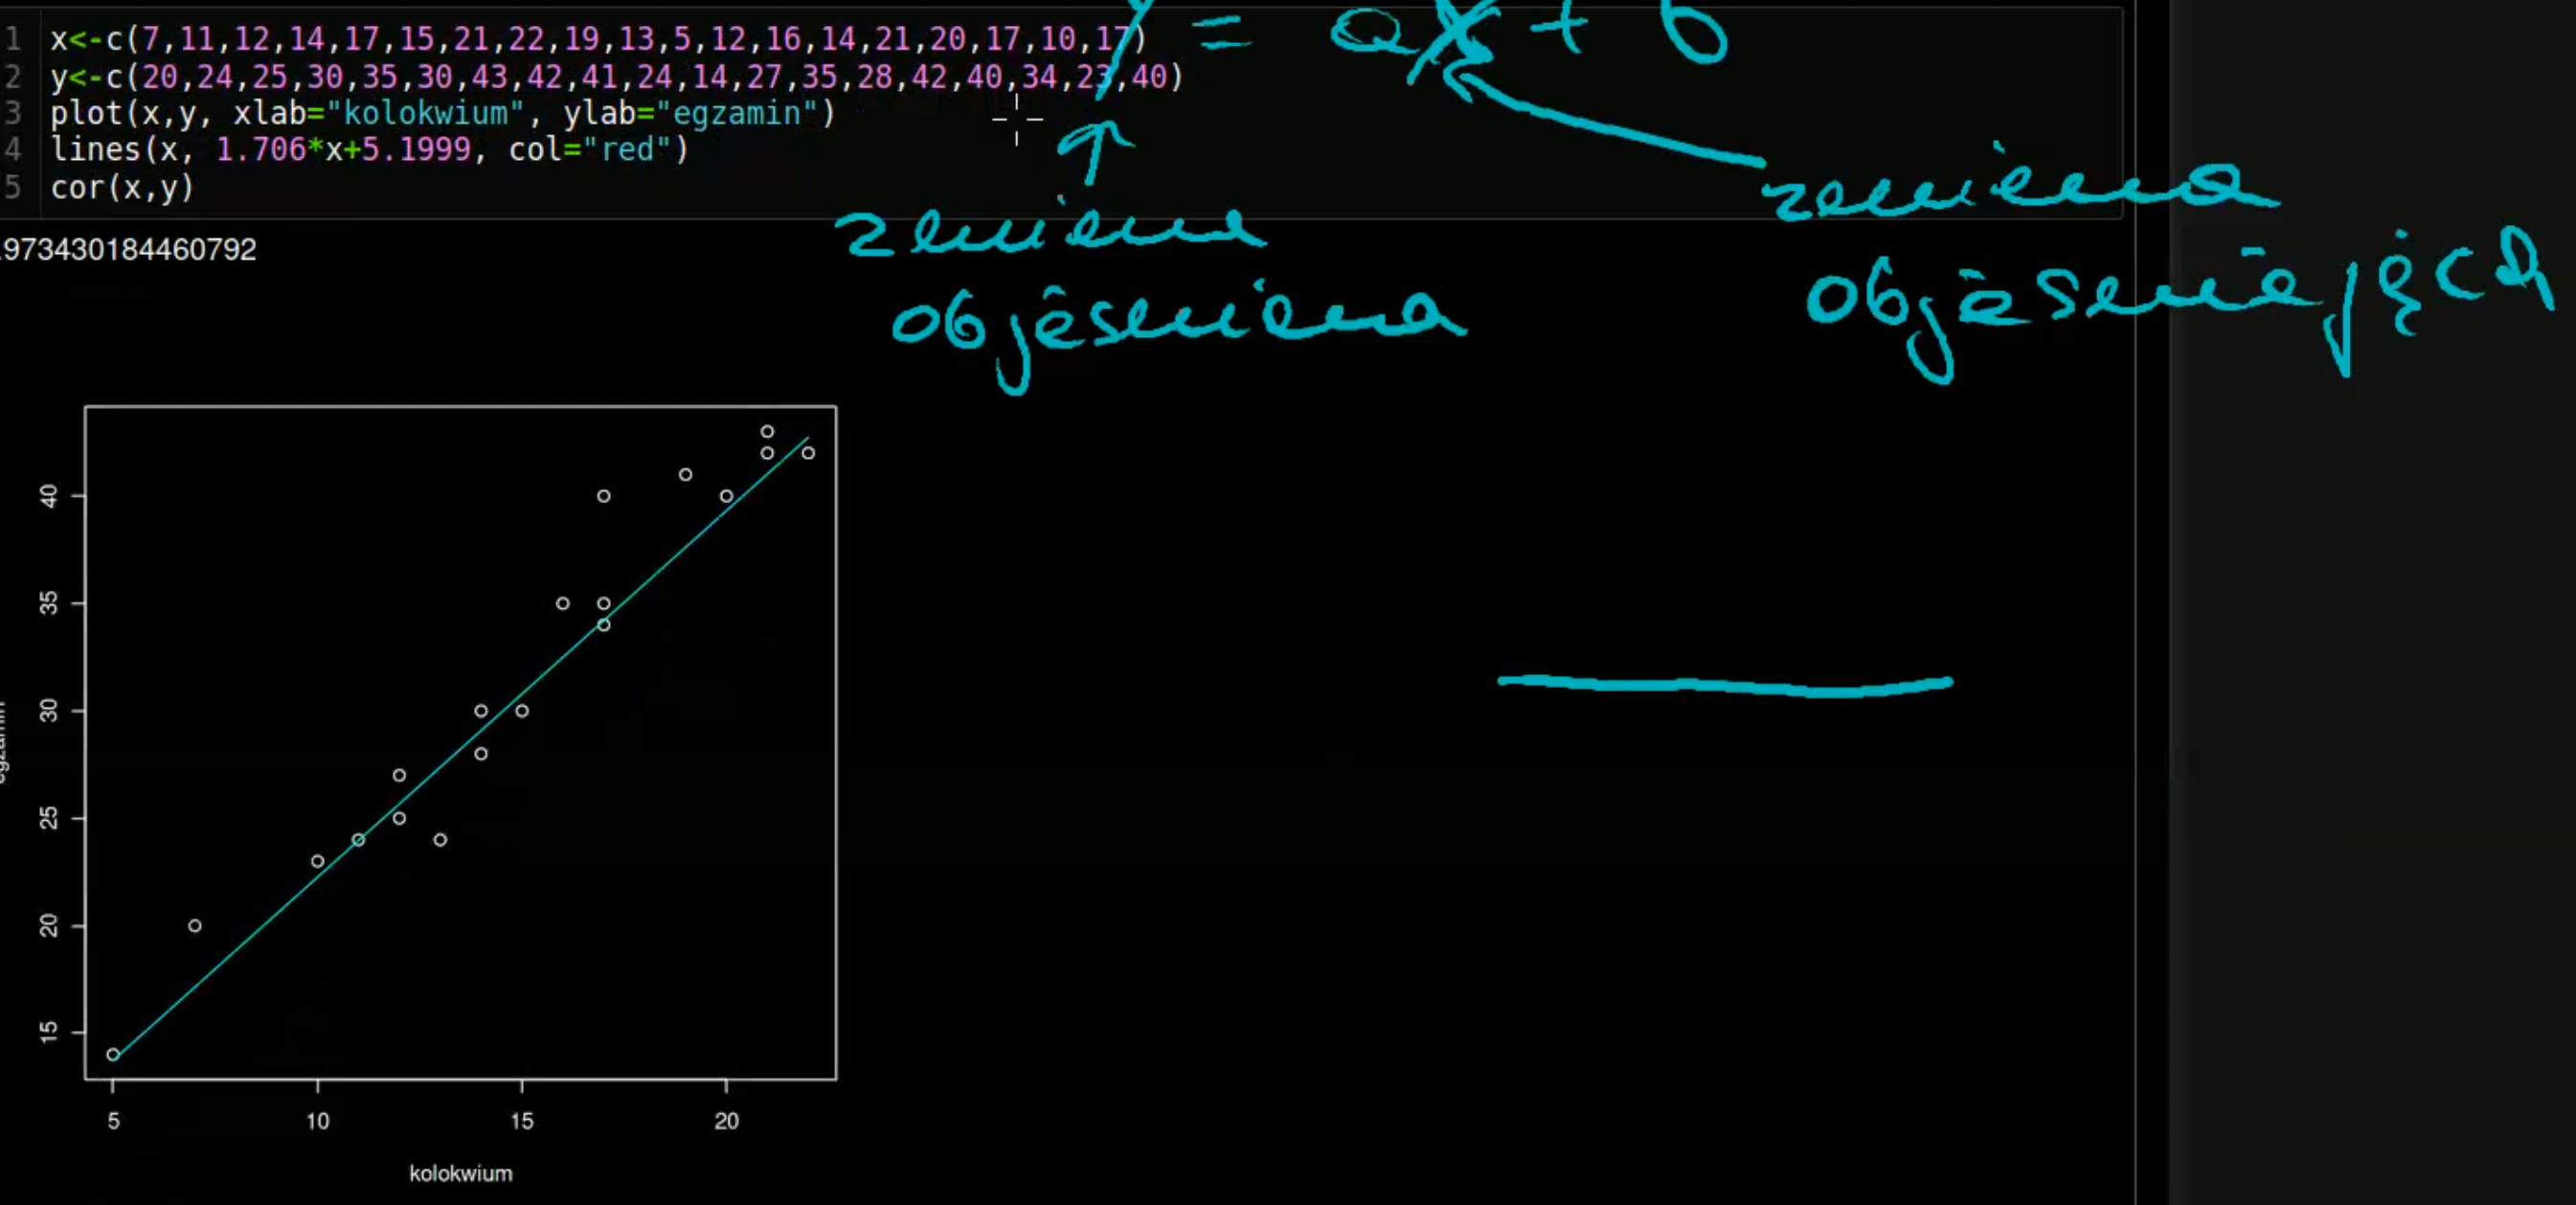 1 x<-c(7,11,12,14,17,15,21,22,19,13,5,12,16,14,21,20,17,10,17)
2 y<-c(20,24,25,30,35,30,43,42,41,24,14,27,35,28,42,40,34,23,40)
3 plot(x,y, xlab="kolokwium", ylab="egzamin")
4 lines(x, 1.706*x+5.1999, col="red")
5 cor(x,y)
y = ax + b
zmienna
objaśniana
zmienna
objaśniająca
.973430184460792
40
35
30
25
20
15
egzamin
5 10 15 20
kolokwium